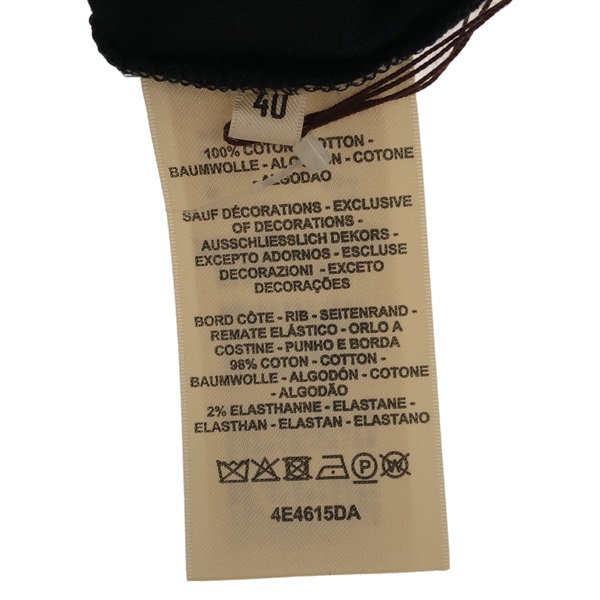 40
100% COTON - COTTON -
BAUMWOLLE - ALGODÓN - COTONE
- ALGODÃO
SAUF DÉCORATIONS - EXCLUSIVE
OF DECORATIONS -
AUSSCHLIESSLICH DEKORS -
EXCEPTO ADORNOS - ESCLUSE
DECORAZIONI - EXCETO
DECORAÇÕES
BORD CÔTE - RIB - SEITENRAND -
REMATE ELÁSTICO - ORLO A
COSTINE - PUNHO E BORDA
98% COTON - COTTON -
BAUMWOLLE - ALGODÓN - COTONE
- ALGODÃO
2% ELASTHANNE - ELASTANE -
ELASTHAN - ELASTAN - ELASTANO
P W
4E4615DA